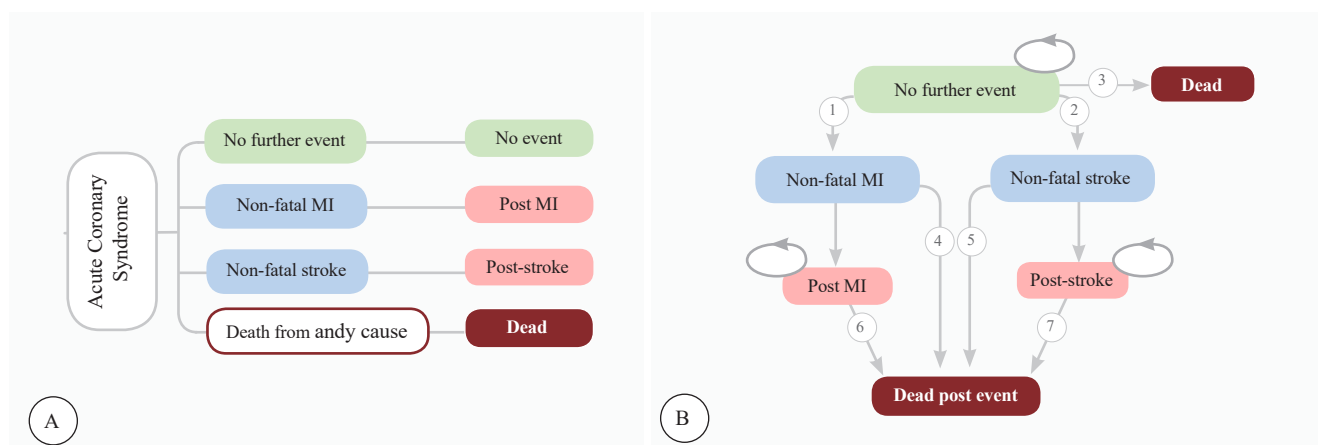 Acute Coronary
Syndrome
No further event
No event
Non-fatal MI
Post MI
Non-fatal stroke
Post-stroke
Death from andy cause
Dead
A
No further event
3
Dead
1
2
Non-fatal MI
Non-fatal stroke
4
5
Post MI
Post-stroke
6
7
Dead post event
B